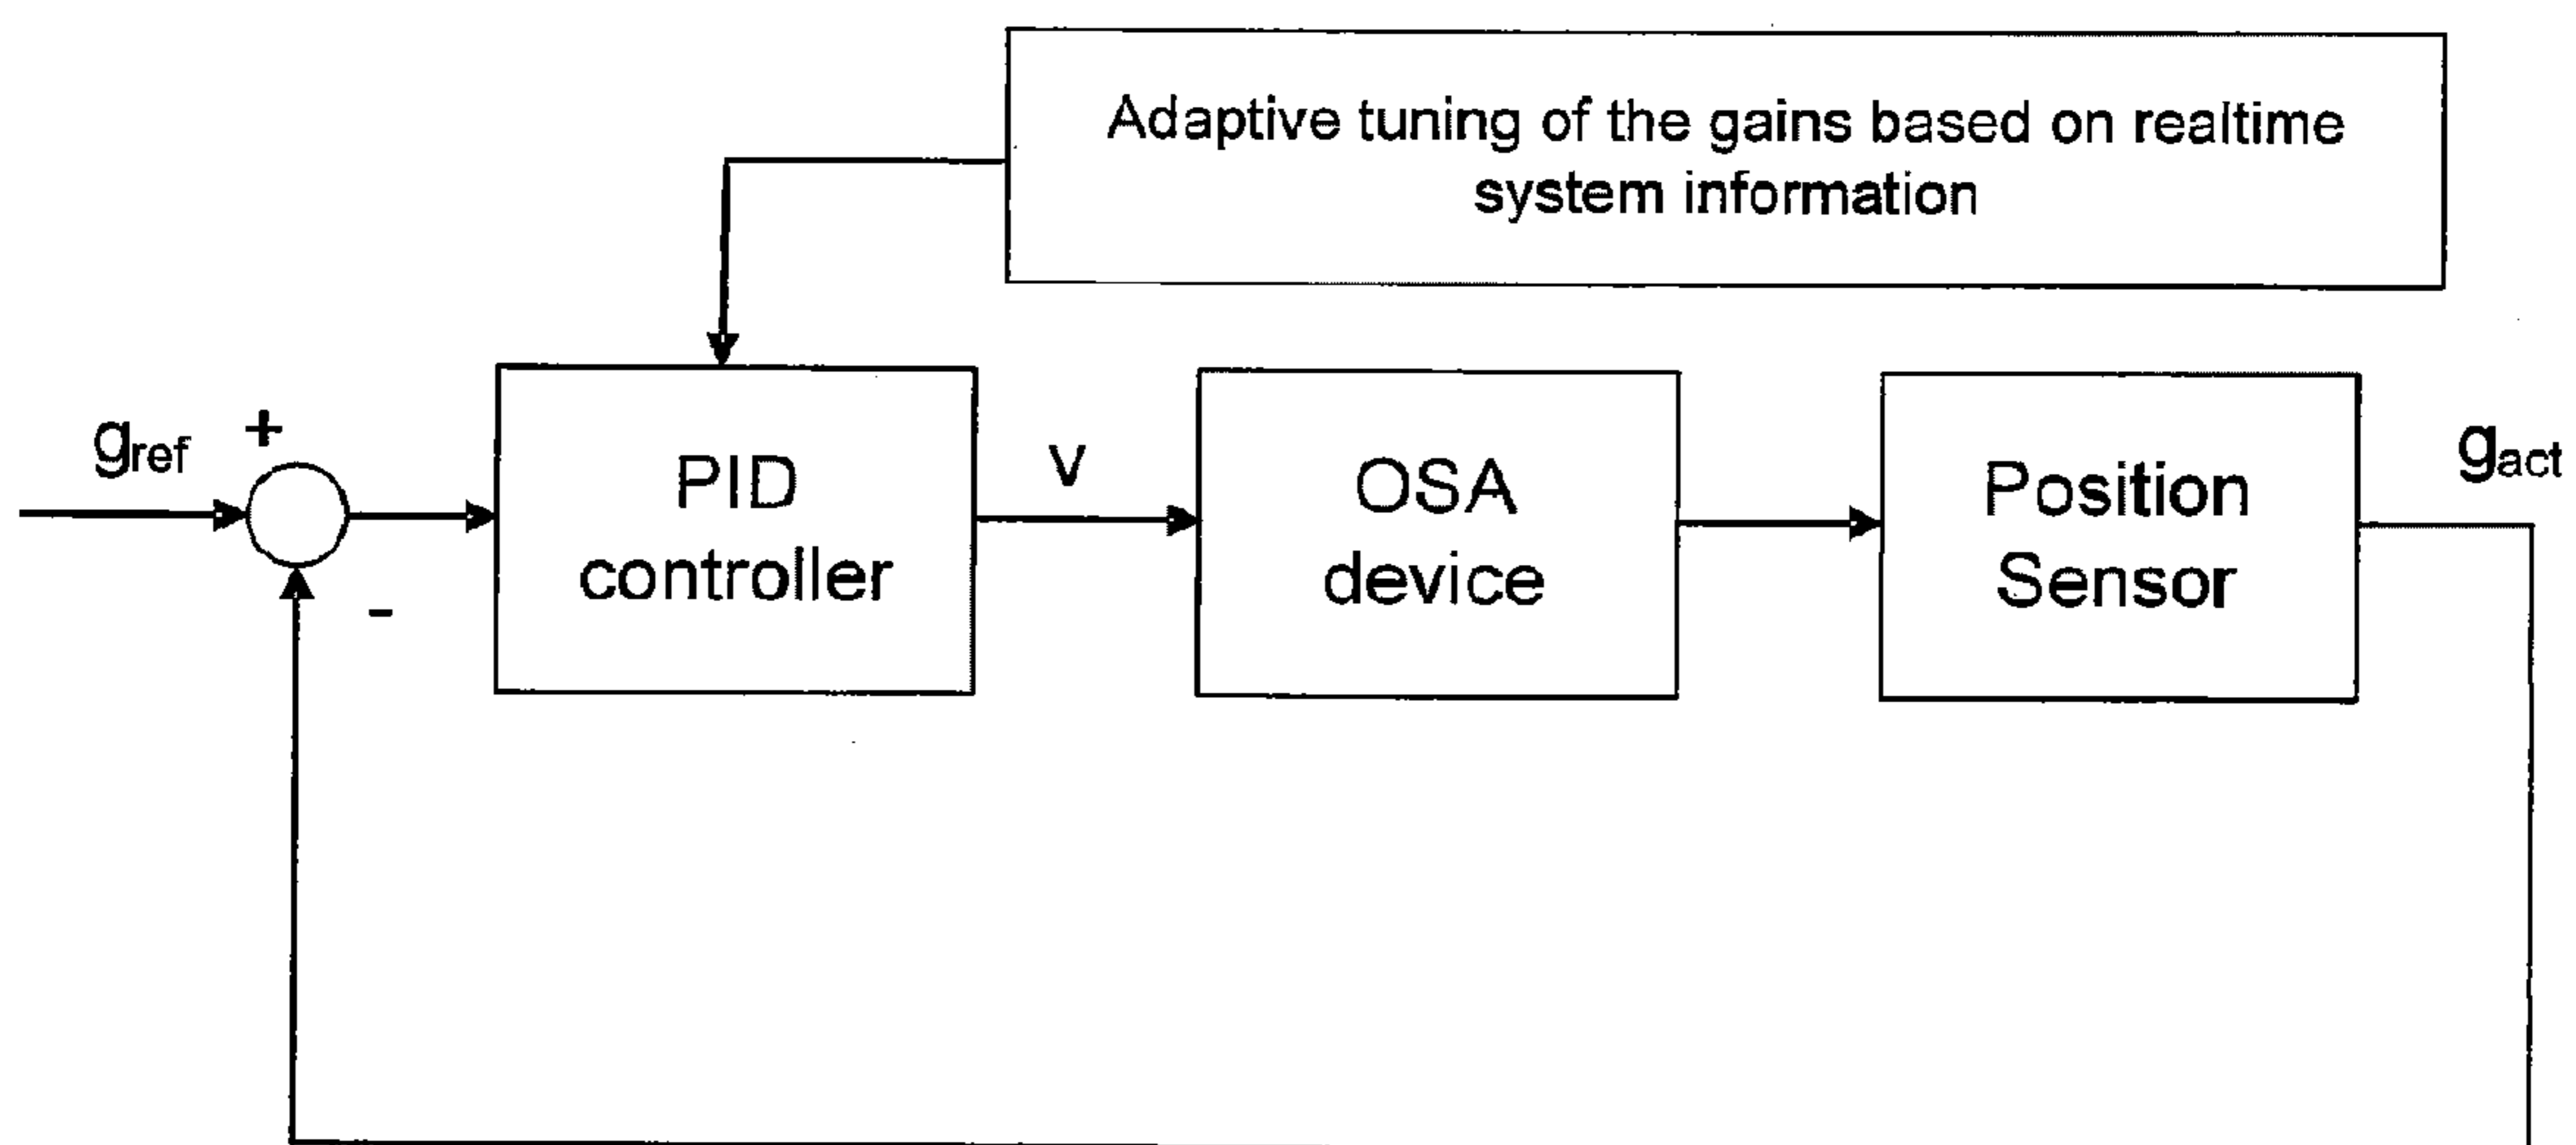 Adaptive tuning of the gains based on realtime
system information
gref
+
-
PID
controller
v
OSA
device
Position
Sensor
gact